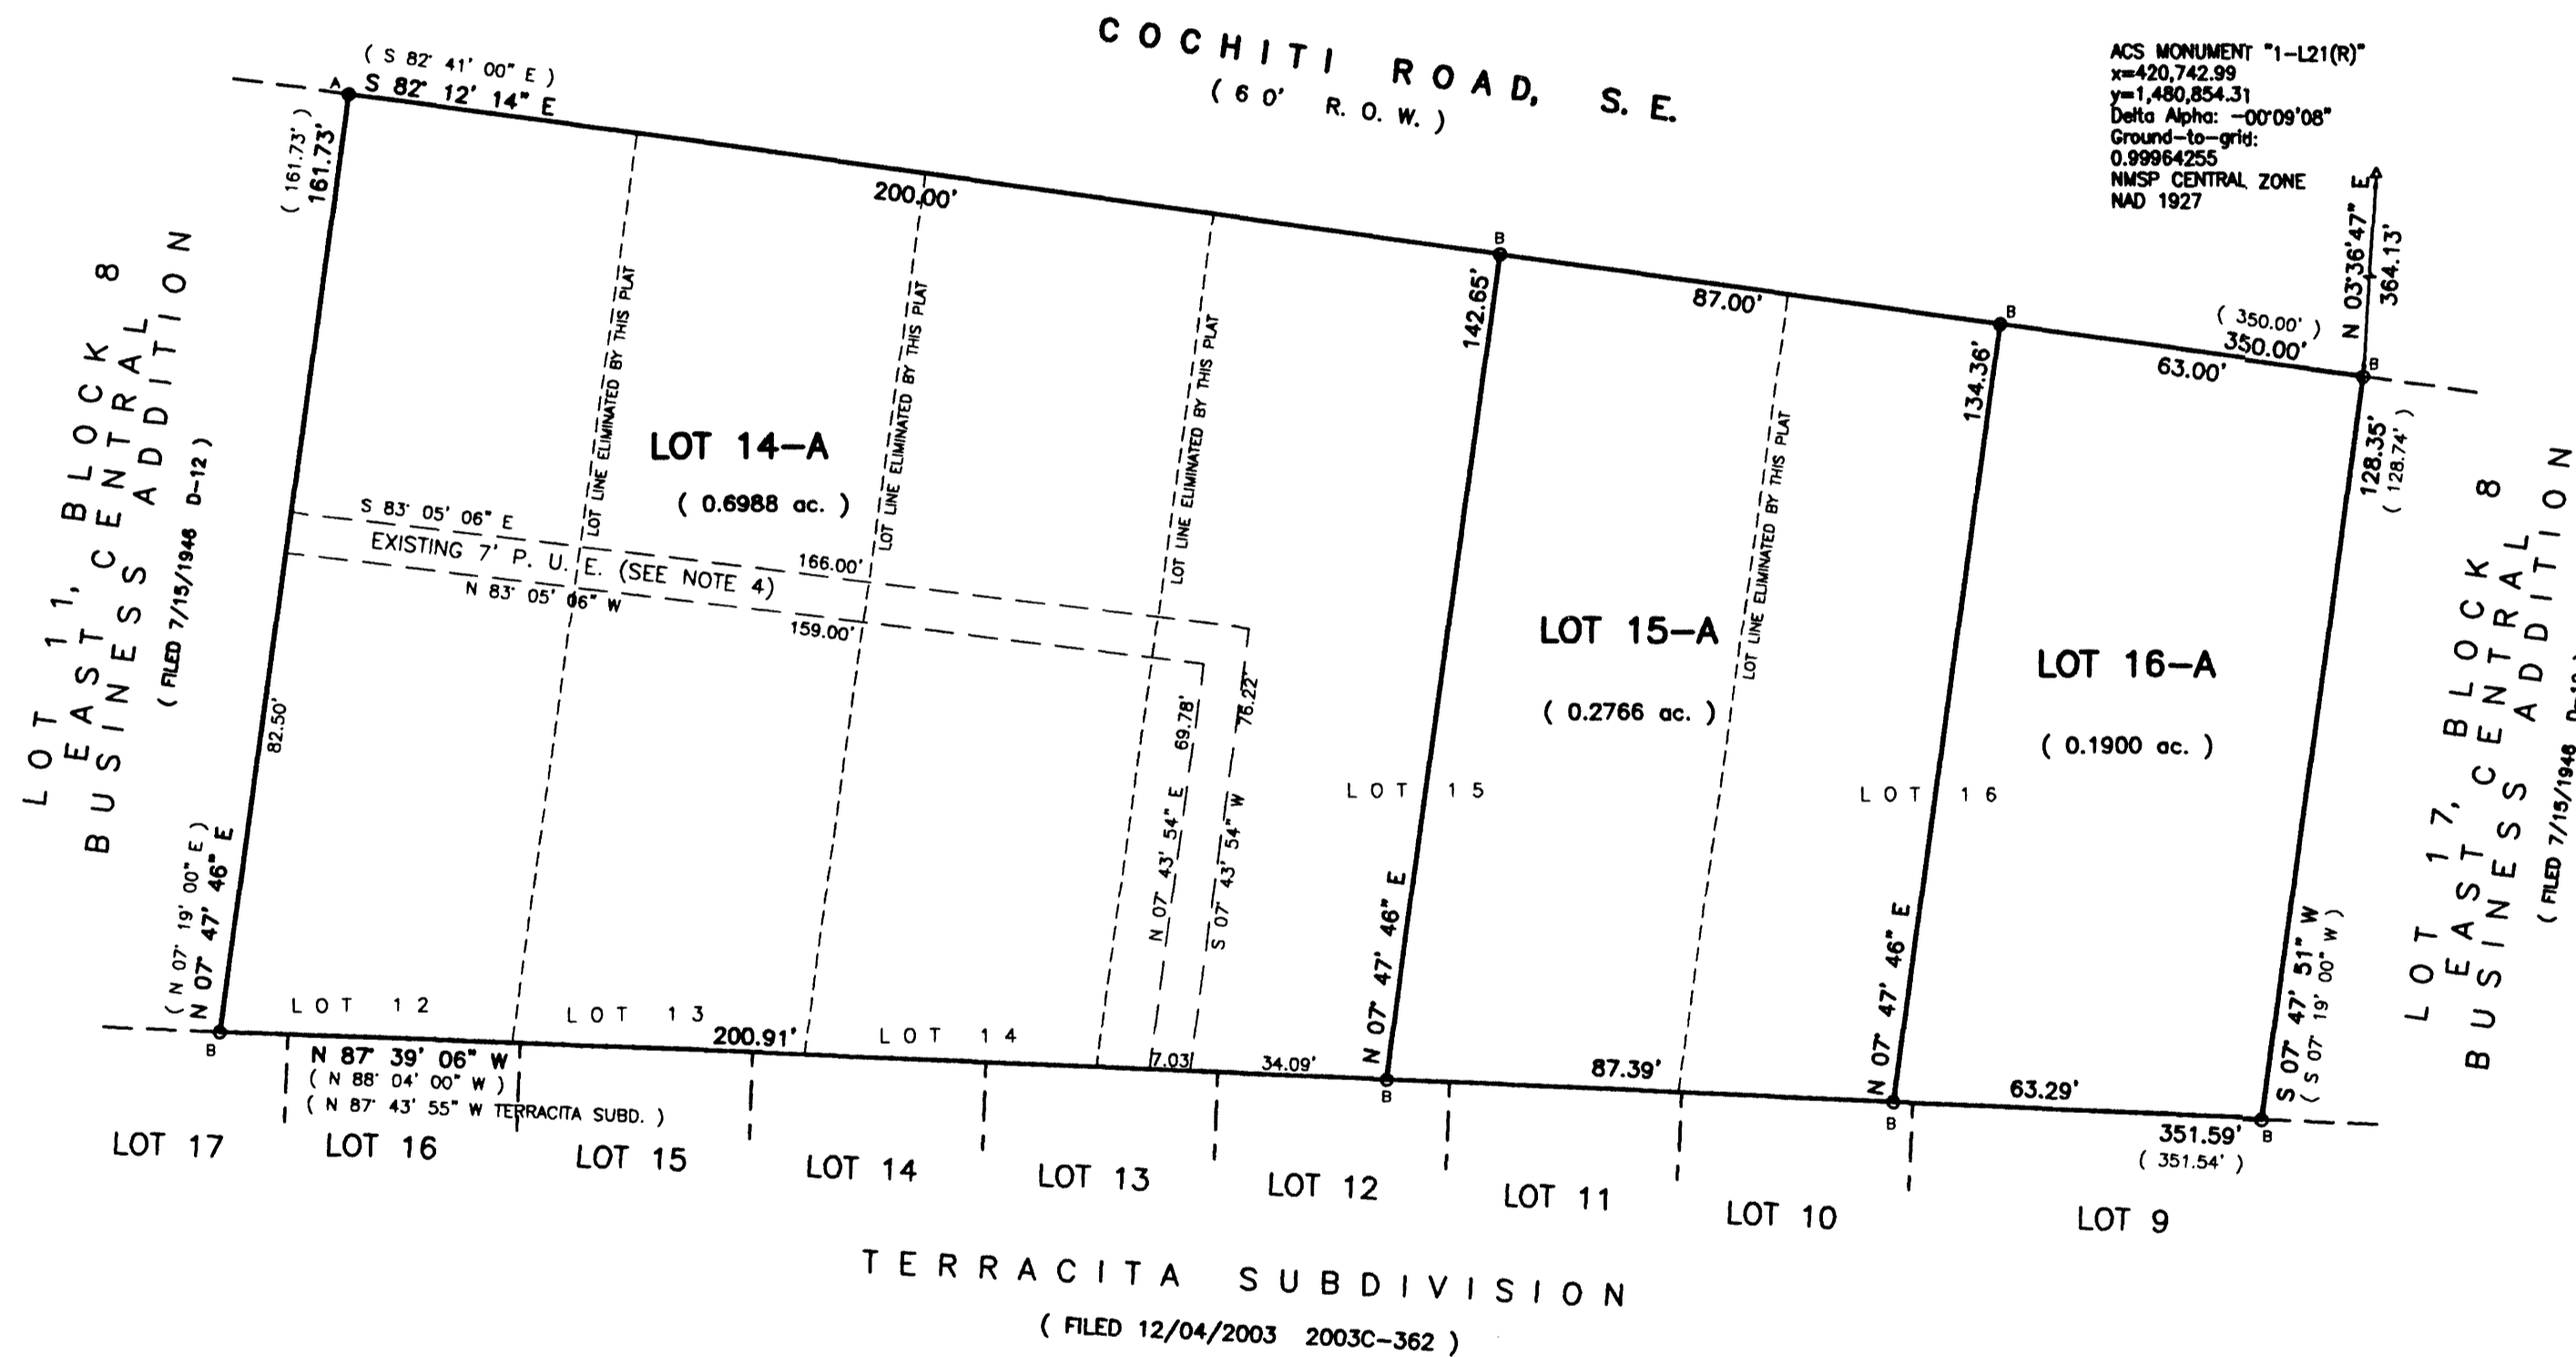 COCHITI ROAD, S. E.
( 60' R. O. W. )
ACS MONUMENT "1-L21(R)"
x=420,742.99
y=1,480,854.31
Delta Alpha: -00°09'08"
Ground-to-grid:
0.99964255
NMSP CENTRAL ZONE
NAD 1927
N 03°36'47" E
364.13'
( S 82° 41' 00" E )
S 82° 12' 14" E
A
( 161.73' )
161.73'
200.00'
B
142.65'
87.00'
B
134.36'
( 350.00' )
350.00'
63.00'
B
128.35'
( 128.74' )
LOT 11, BLOCK 8
EAST CENTRAL
BUSINESS ADDITION
( FILED 7/15/1946 D-12 )
LOT LINE ELIMINATED BY THIS PLAT
LOT LINE ELIMINATED BY THIS PLAT
LOT LINE ELIMINATED BY THIS PLAT
LOT LINE ELIMINATED BY THIS PLAT
LOT 14-A
( 0.6988 ac. )
S 83° 05' 06" E
EXISTING 7' P. U. E. (SEE NOTE 4)
166.00'
N 83° 05' 06" W
159.00'
82.50'
N 07° 43' 54" E 69.78'
S 07° 43' 54" W 76.22'
LOT 15-A
( 0.2766 ac. )
LOT 16-A
( 0.1900 ac. )
LOT 15
LOT 16
( N 07° 19' 00" E )
N 07° 47' 46" E
N 07° 47' 46" E
N 07° 47' 46" E
S 07° 47' 51" W
( S 07° 19' 00" W )
LOT 17, BLOCK 8
EAST CENTRAL
BUSINESS ADDITION
( FILED 7/15/1946
LOT 12
LOT 13
LOT 14
B
N 87° 39' 06" W
( N 88° 04' 00" W )
( N 87° 43' 55" W TERRACITA SUBD. )
200.91'
7.03
34.09'
B
87.39'
B
63.29'
351.59'
( 351.54' )
B
LOT 17
LOT 16
LOT 15
LOT 14
LOT 13
LOT 12
LOT 11
LOT 10
LOT 9
TERRACITA SUBDIVISION
( FILED 12/04/2003 2003C-362 )